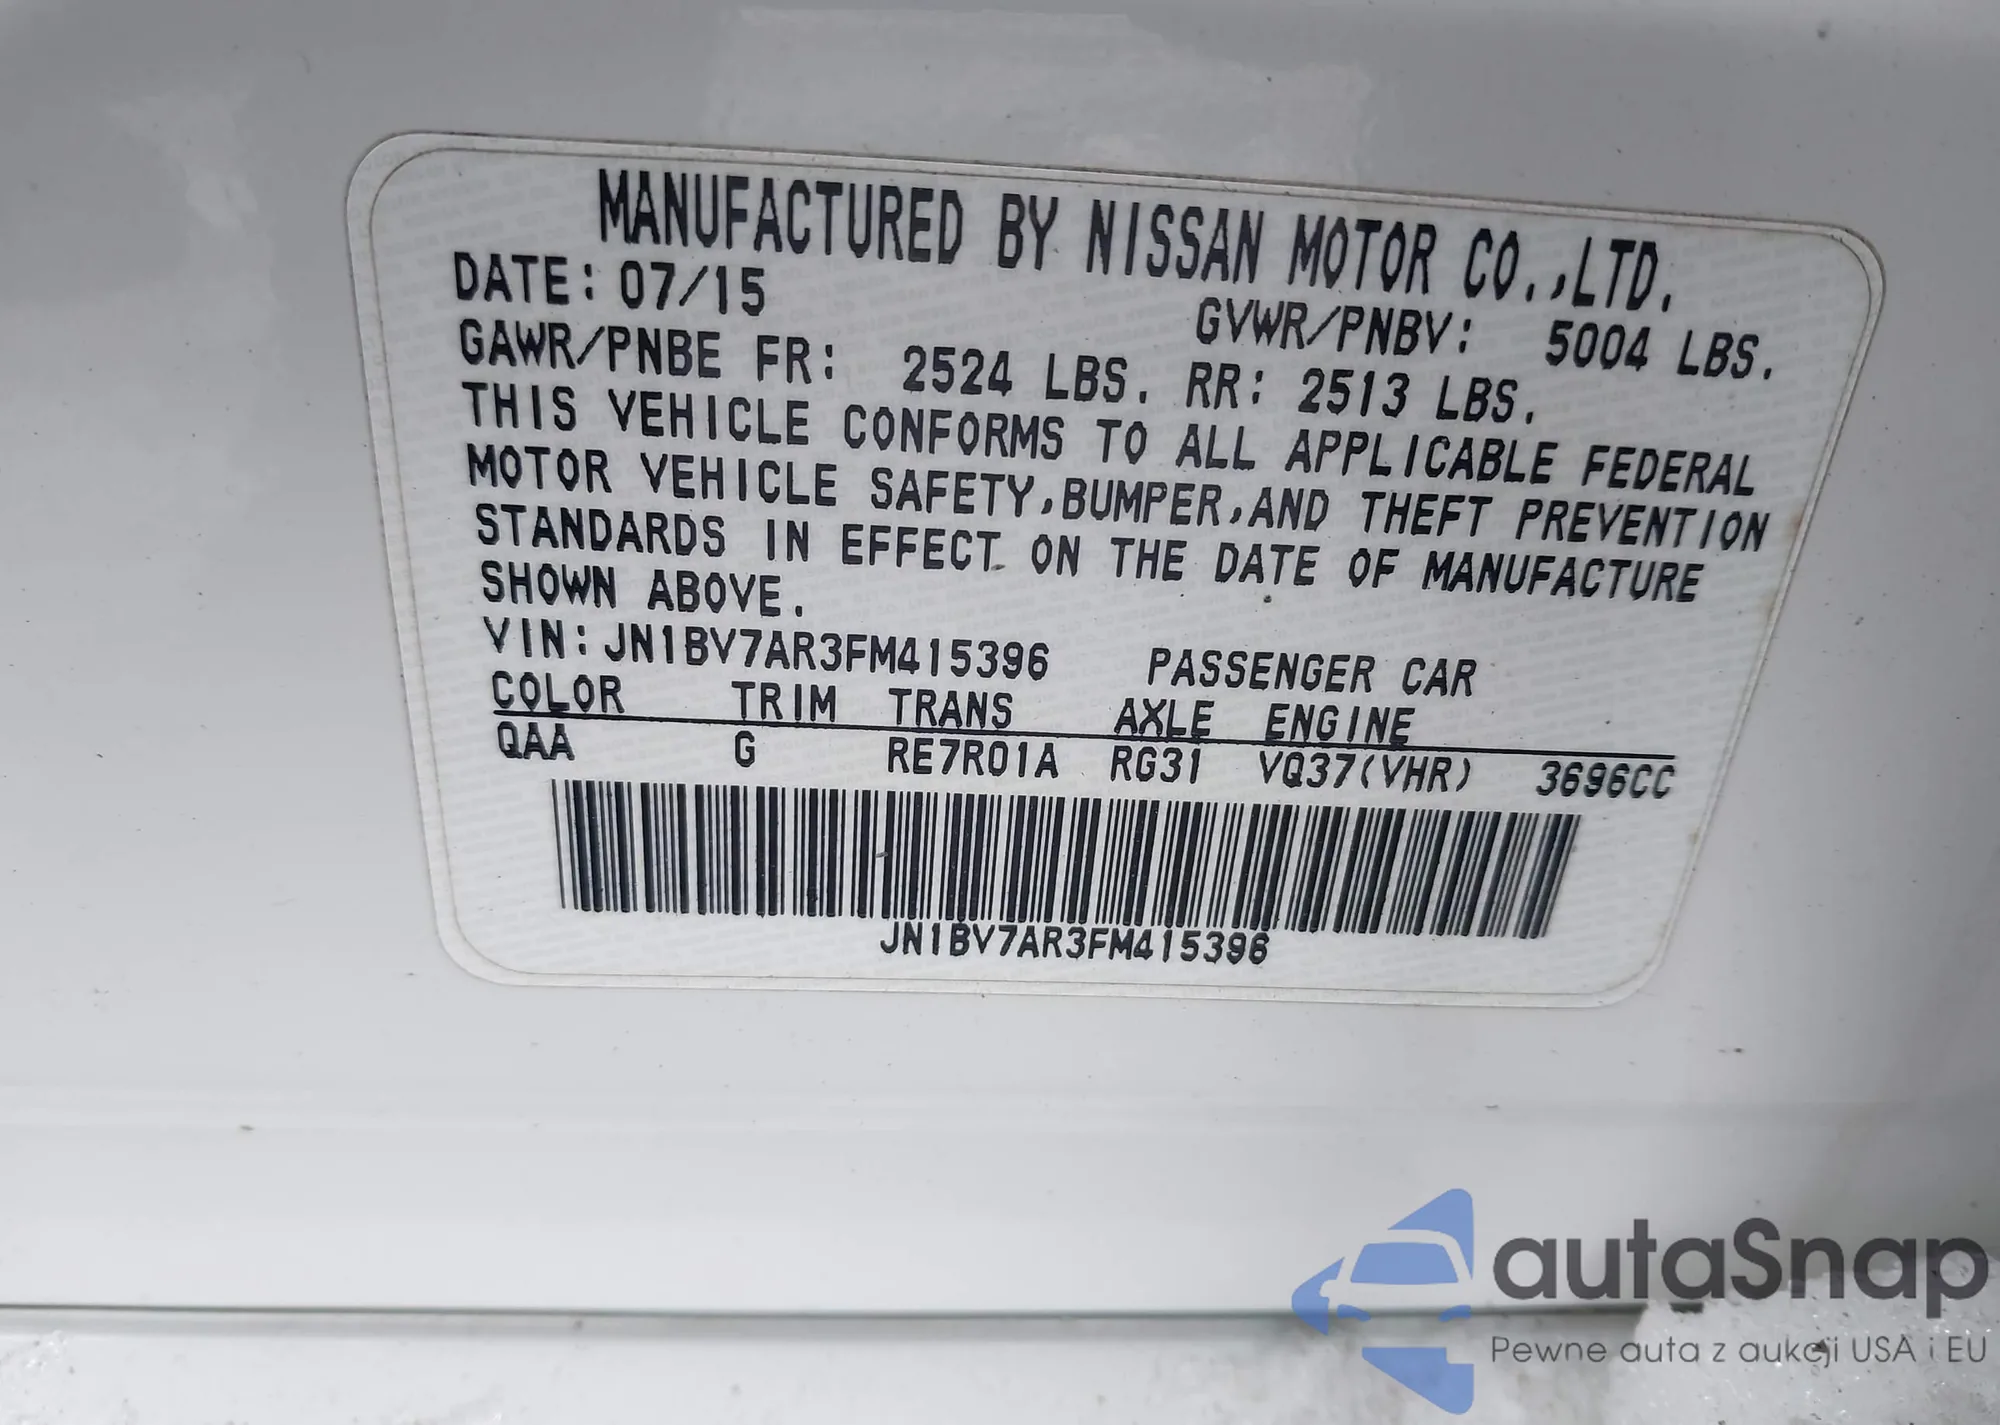 MANUFACTURED BY NISSAN MOTOR CO.,LTD.
DATE: 07/15 GVWR/PNBV: 5004 LBS.
GAWR/PNBE FR: 2524 LBS. RR: 2513 LBS.
THIS VEHICLE CONFORMS TO ALL APPLICABLE FEDERAL
MOTOR VEHICLE SAFETY,BUMPER,AND THEFT PREVENTION
STANDARDS IN EFFECT ON THE DATE OF MANUFACTURE
SHOWN ABOVE.
VIN: JN1BV7AR3FM415396 PASSENGER CAR
COLOR TRIM TRANS AXLE ENGINE
QAA G RE7R01A RG31 VQ37(VHR) 3696CC
JN1BV7AR3FM415396
autaSnap
Pewne auta z aukcji USA i EU